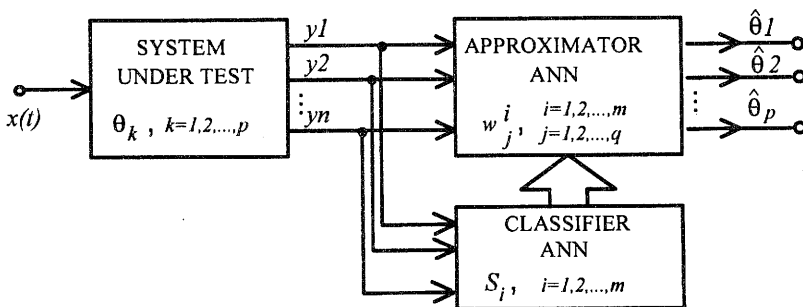 SYSTEM
UNDER TEST
θk , k=1,2,...,p
x(t)
y1
y2
⋮
yn
APPROXIMATOR
ANN
w^i_j , i=1,2,...,m
j=1,2,...,q
θ̂1
θ̂2
⋮
θ̂p
CLASSIFIER
ANN
Si , i=1,2,...,m